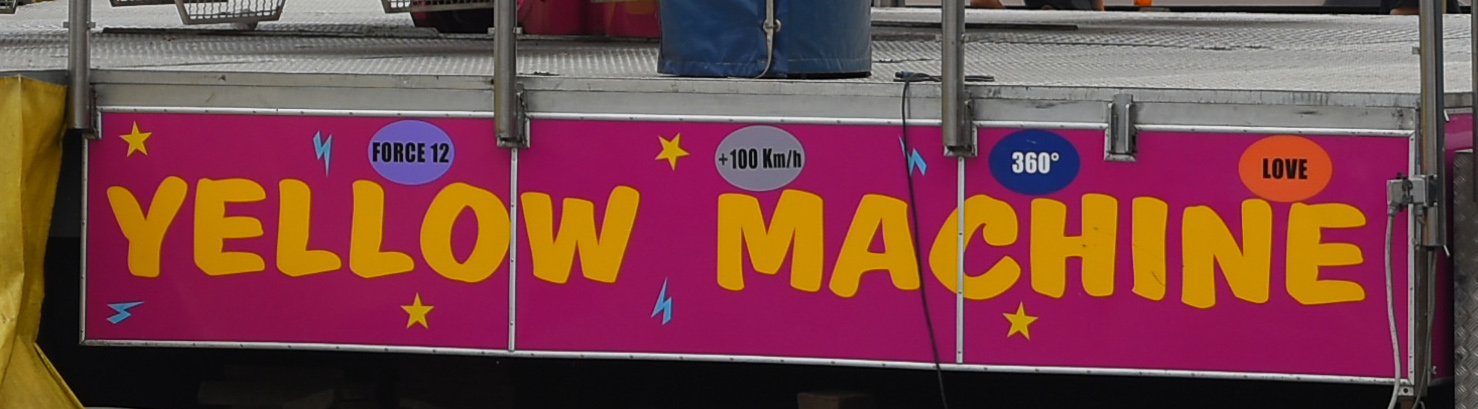 FORCE 12
+100 Km/h
360°
LOVE
YELLOW MACHINE